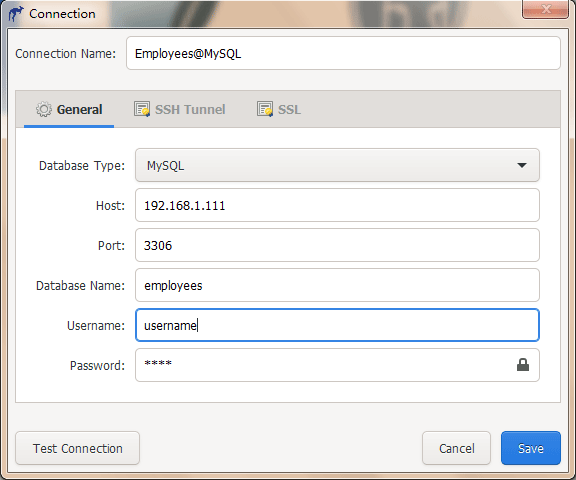 Connection
Connection Name: Employees@MySQL
General SSH Tunnel SSL
Database Type: MySQL
Host: 192.168.1.111
Port: 3306
Database Name: employees
Username: username
Password: ****
Test Connection Cancel Save